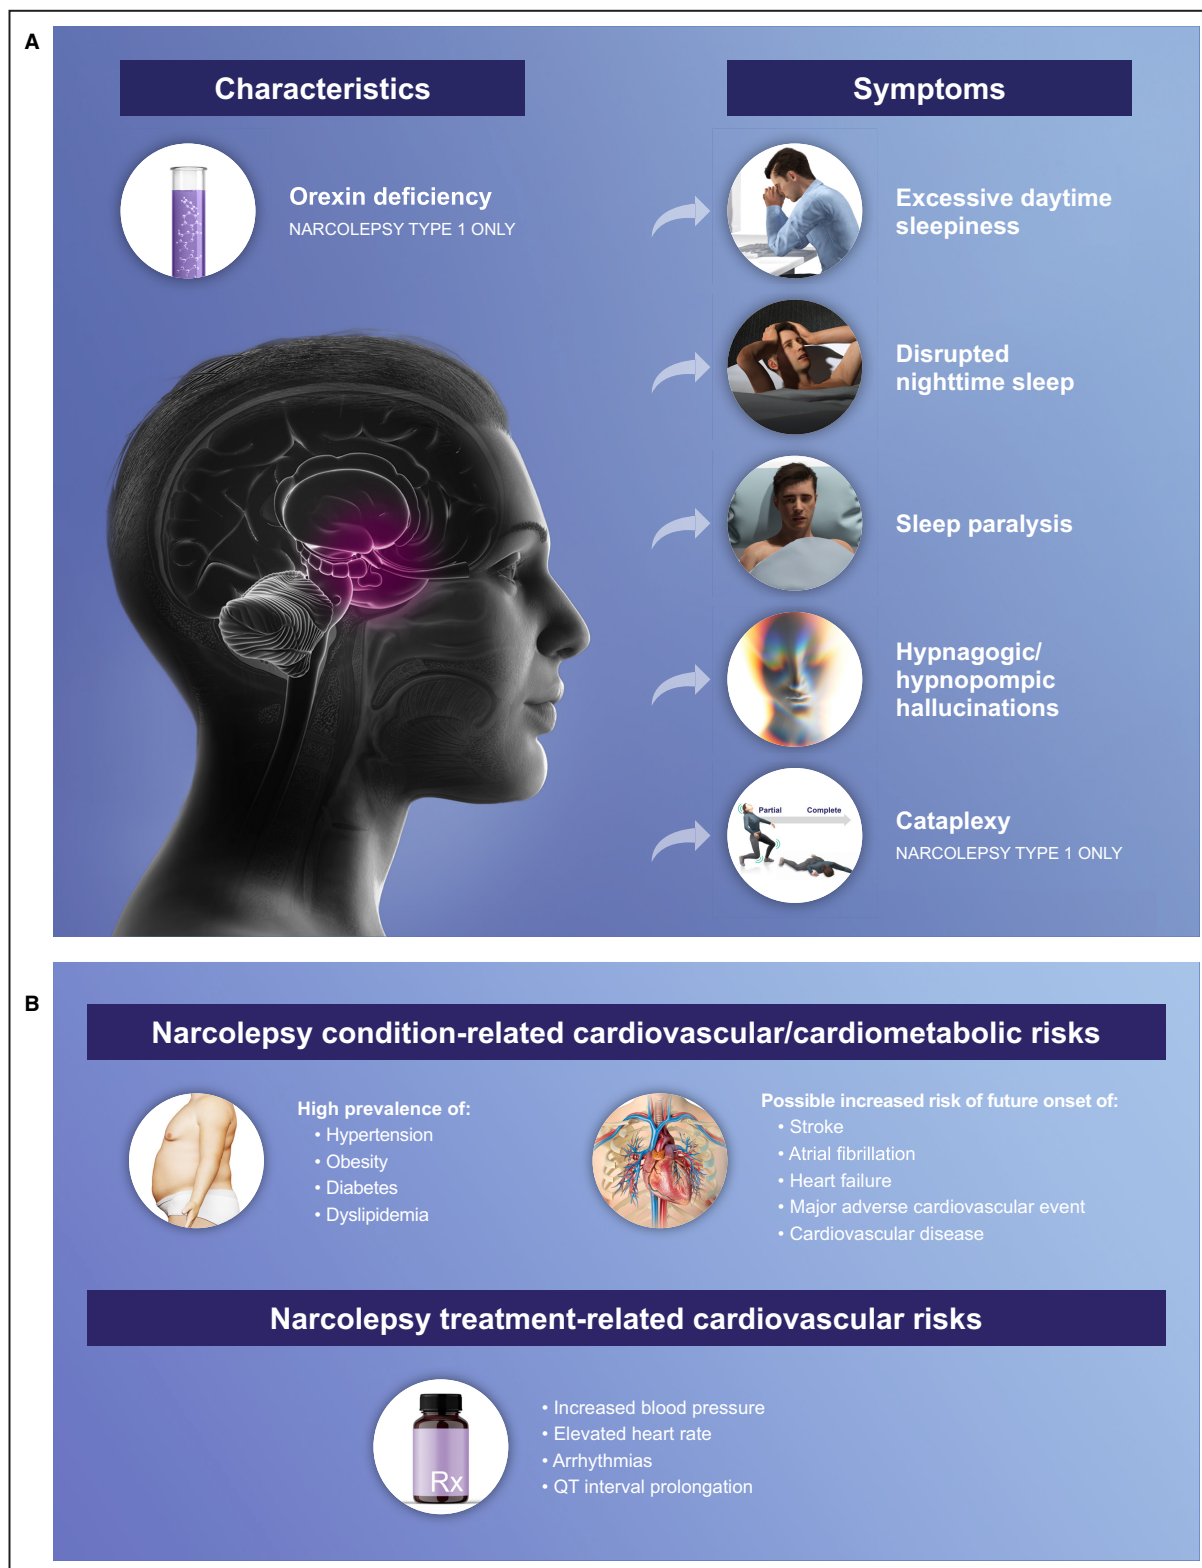 A
Characteristics
Orexin deficiency
NARCOLEPSY TYPE 1 ONLY
Symptoms
Excessive daytime
sleepiness
Disrupted
nighttime sleep
Sleep paralysis
Hypnagogic/
hypnopompic
hallucinations
Partial
Complete
Cataplexy
NARCOLEPSY TYPE 1 ONLY
B
Narcolepsy condition-related cardiovascular/cardiometabolic risks
High prevalence of:
• Hypertension
• Obesity
• Diabetes
• Dyslipidemia
Possible increased risk of future onset of:
• Stroke
• Atrial fibrillation
• Heart failure
• Major adverse cardiovascular event
• Cardiovascular disease
Narcolepsy treatment-related cardiovascular risks
Rx
• Increased blood pressure
• Elevated heart rate
• Arrhythmias
• QT interval prolongation